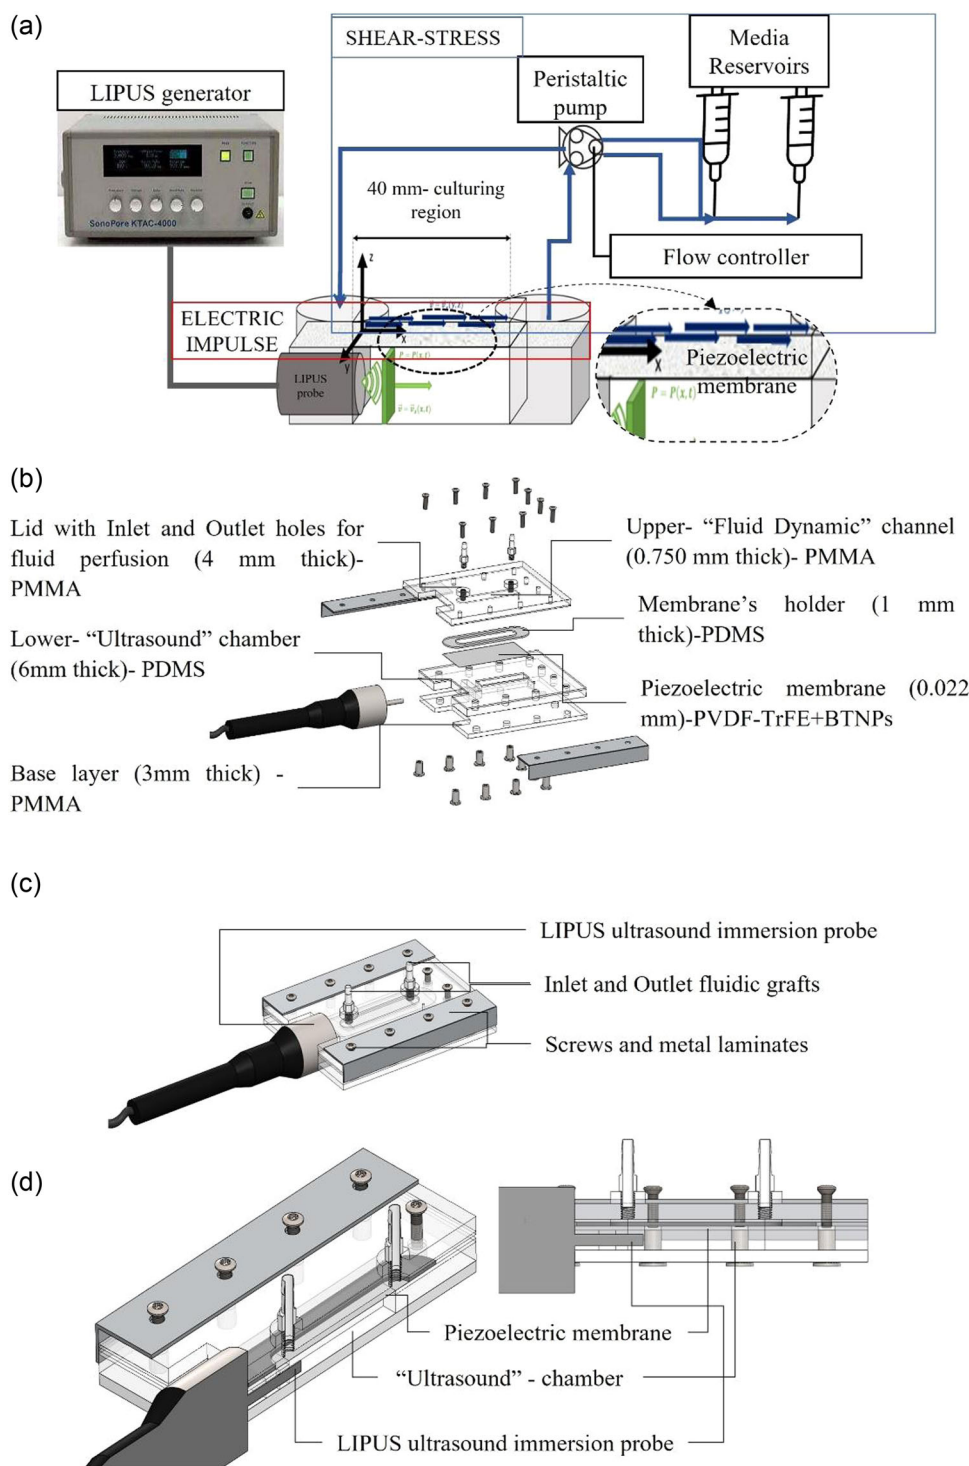 (a)
SHEAR-STRESS
Media
Reservoirs
LIPUS generator
Peristaltic
pump
SonoPore KTAC-4000
40 mm- culturing
region
Flow controller
z
ELECTRIC
IMPULSE
x
y
LIPUS
probe
P = P(x,t)
X
Piezoelectric
membrane
P = P(x,t)
(b)
Lid with Inlet and Outlet holes for
fluid perfusion (4 mm thick)-
PMMA
Upper- “Fluid Dynamic” channel
(0.750 mm thick)- PMMA
Membrane’s holder (1 mm
thick)-PDMS
Lower- “Ultrasound” chamber
(6mm thick)- PDMS
Piezoelectric membrane (0.022
mm)-PVDF-TrFE+BTNPs
Base layer (3mm thick) -
PMMA
(c)
LIPUS ultrasound immersion probe
Inlet and Outlet fluidic grafts
Screws and metal laminates
(d)
Piezoelectric membrane
“Ultrasound” - chamber
LIPUS ultrasound immersion probe